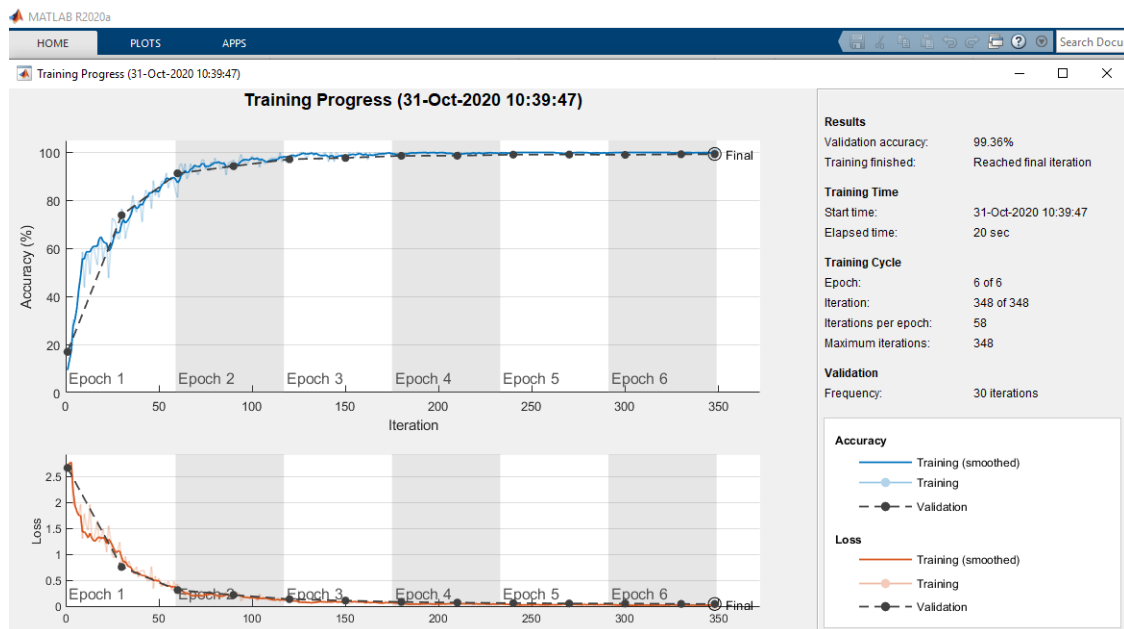 MATLAB R2020a
HOME PLOTS APPS Search Docu
Training Progress (31-Oct-2020 10:39:47)
Training Progress (31-Oct-2020 10:39:47)
100
80
60
40
20
0
Accuracy (%)
Final
Epoch 1 Epoch 2 Epoch 3 Epoch 4 Epoch 5 Epoch 6
0 50 100 150 200 250 300 350
Iteration
2.5
2
1.5
1
0.5
0
Loss
Epoch 1 Epoch 2 Epoch 3 Epoch 4 Epoch 5 Epoch 6
Final
0 50 100 150 200 250 300 350
Results
Validation accuracy: 99.36%
Training finished: Reached final iteration
Training Time
Start time: 31-Oct-2020 10:39:47
Elapsed time: 20 sec
Training Cycle
Epoch: 6 of 6
Iteration: 348 of 348
Iterations per epoch: 58
Maximum iterations: 348
Validation
Frequency: 30 iterations
Accuracy
Training (smoothed)
Training
Validation
Loss
Training (smoothed)
Training
Validation